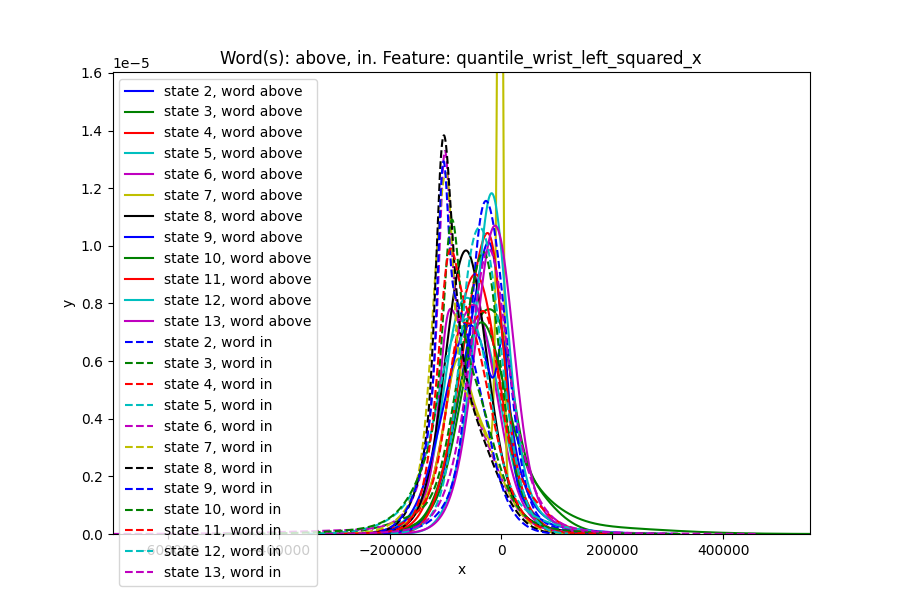 Word(s): above, in. Feature: quantile_wrist_left_squared_x
1e−5
1.6
1.4
1.2
1.0
0.8
0.6
0.4
0.2
0.0
y
state 2, word above
state 3, word above
state 4, word above
state 5, word above
state 6, word above
state 7, word above
state 8, word above
state 9, word above
state 10, word above
state 11, word above
state 12, word above
state 13, word above
state 2, word in
state 3, word in
state 4, word in
state 5, word in
state 6, word in
state 7, word in
state 8, word in
state 9, word in
state 10, word in
state 11, word in
state 12, word in
state 13, word in
−600000 −400000 −200000 0 200000 400000
x